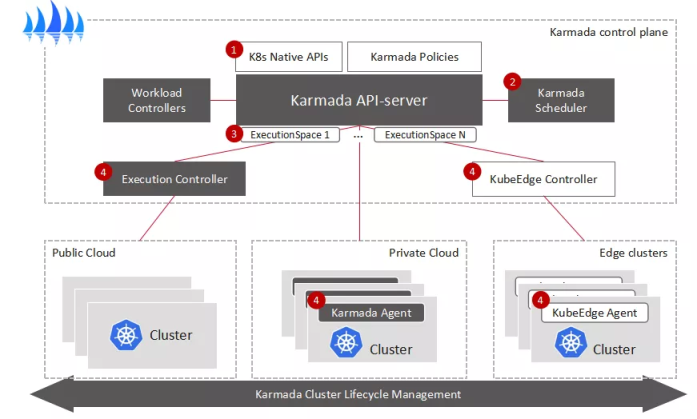 Karmada control plane
1
K8s Native APIs
Karmada Policies
Workload
Controllers
Karmada API-server
2
Karmada
Scheduler
3
ExecutionSpace 1
...
ExecutionSpace N
4
Execution Controller
4
KubeEdge Controller
Public Cloud
Private Cloud
Edge clusters
4
Karmada Agent
4
KubeEdge Agent
Cluster
Cluster
Cluster
Karmada Cluster Lifecycle Management